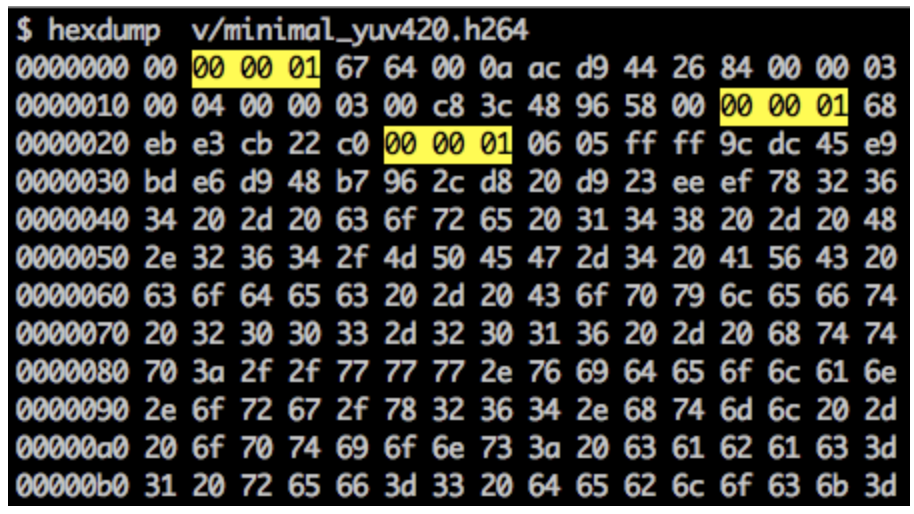 $ hexdump  v/minimal_yuv420.h264
0000000 00 00 00 01 67 64 00 0a ac d9 44 26 84 00 00 03
0000010 00 04 00 00 03 00 c8 3c 48 96 58 00 00 00 01 68
0000020 eb e3 cb 22 c0 00 00 01 06 05 ff ff 9c dc 45 e9
0000030 bd e6 d9 48 b7 96 2c d8 20 d9 23 ee ef 78 32 36
0000040 34 20 2d 20 63 6f 72 65 20 31 34 38 20 2d 20 48
0000050 2e 32 36 34 2f 4d 50 45 47 2d 34 20 41 56 43 20
0000060 63 6f 64 65 63 20 2d 20 43 6f 70 79 6c 65 66 74
0000070 20 32 30 30 33 2d 32 30 31 36 20 2d 20 68 74 74
0000080 70 3a 2f 2f 77 77 77 2e 76 69 64 65 6f 6c 61 6e
0000090 2e 6f 72 67 2f 78 32 36 34 2e 68 74 6d 6c 20 2d
00000a0 20 6f 70 74 69 6f 6e 73 3a 20 63 61 62 61 63 3d
00000b0 31 20 72 65 66 3d 33 20 64 65 62 6c 6f 63 6b 3d